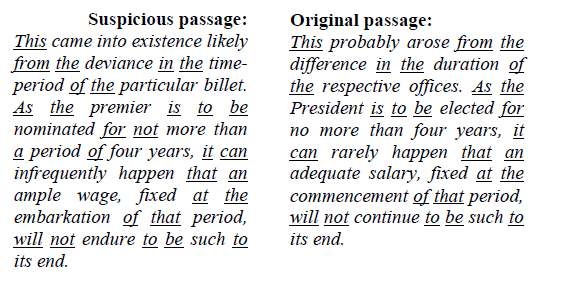 Suspicious passage:
This came into existence likely
from the deviance in the time-
period of the particular billet.
As the premier is to be
nominated for not more than
a period of four years, it can
infrequently happen that an
ample wage, fixed at the
embarkation of that period,
will not endure to be such to
its end.
Original passage:
This probably arose from the
difference in the duration of
the respective offices. As the
President is to be elected for
no more than four years, it
can rarely happen that an
adequate salary, fixed at the
commencement of that period,
will not continue to be such to
its end.